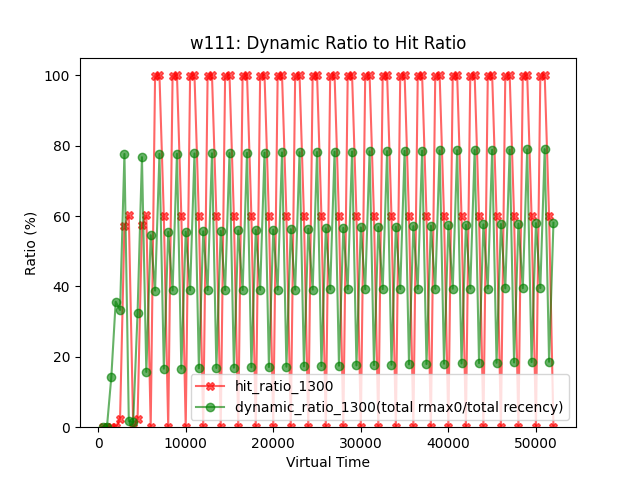 w111: Dynamic Ratio to Hit Ratio
Ratio (%)
100
80
60
40
20
0
hit_ratio_1300
dynamic_ratio_1300(total rmax0/total recency)
0 10000 20000 30000 40000 50000
Virtual Time